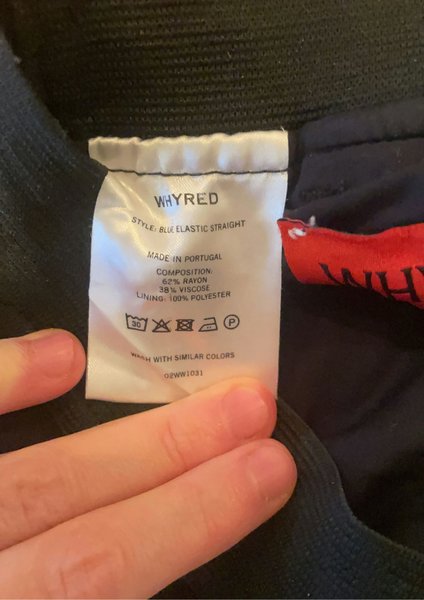 WHYRED
STYLE: BLUE ELASTIC STRAIGHT
MADE IN PORTUGAL
COMPOSITION:
62% RAYON
38% VISCOSE
LINING: 100% POLYESTER
30 P
WASH WITH SIMILAR COLORS
02WW1031
WHY